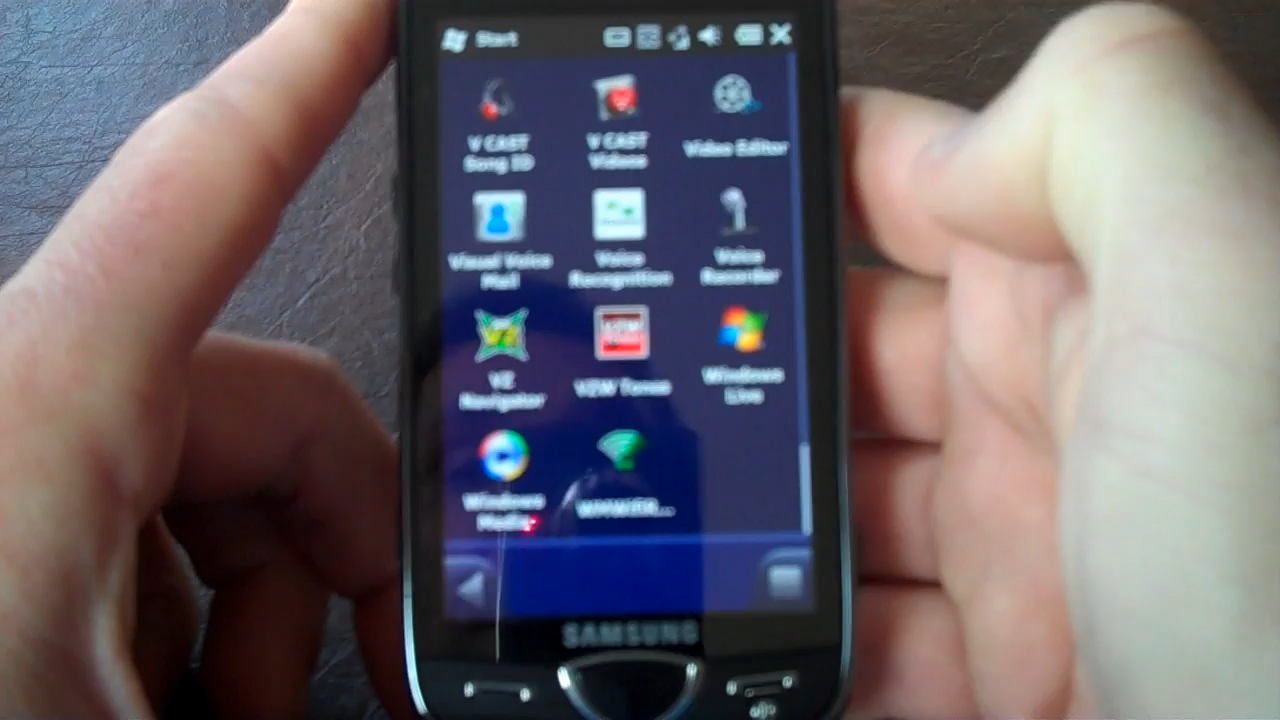 Start
V CAST
Song ID
V CAST
Videos
Video Editor
Visual Voice
Mail
Voice
Recognition
Voice
Recorder
VZ
Navigator
VZW Tones
Windows
Live
Windows
Media
SAMSUNG